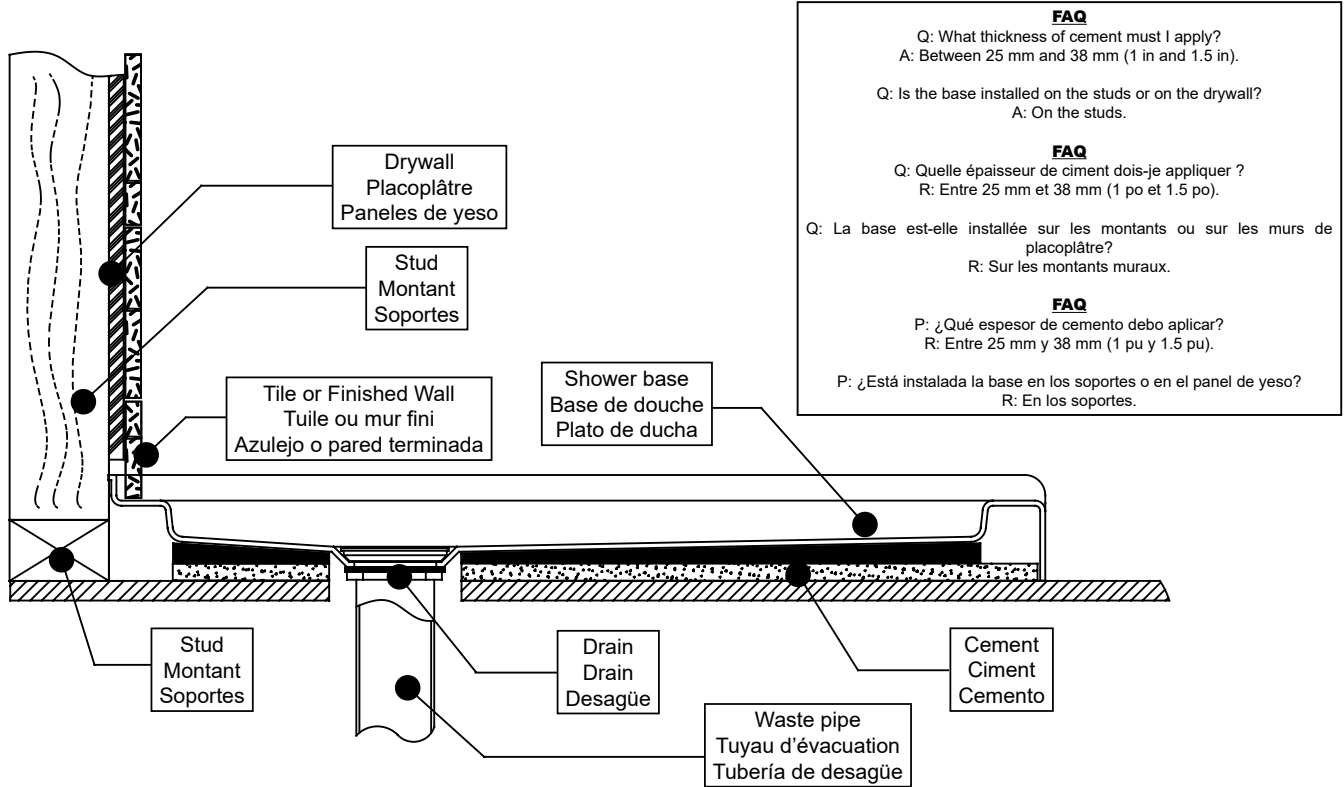 FAQ
Q: What thickness of cement must I apply?
A: Between 25 mm and 38 mm (1 in and 1.5 in).
Q: Is the base installed on the studs or on the drywall?
A: On the studs.
FAQ
Q: Quelle épaisseur de ciment dois-je appliquer ?
R: Entre 25 mm et 38 mm (1 po et 1.5 po).
Q: La base est-elle installée sur les montants ou sur les murs de
placoplâtre?
R: Sur les montants muraux.
FAQ
P: ¿Qué espesor de cemento debo aplicar?
R: Entre 25 mm y 38 mm (1 pu y 1.5 pu).
P: ¿Está instalada la base en los soportes o en el panel de yeso?
R: En los soportes.
Drywall
Placoplâtre
Paneles de yeso
Stud
Montant
Soportes
Tile or Finished Wall
Tuile ou mur fini
Azulejo o pared terminada
Shower base
Base de douche
Plato de ducha
Stud
Montant
Soportes
Drain
Drain
Desagüe
Cement
Ciment
Cemento
Waste pipe
Tuyau d’évacuation
Tubería de desagüe